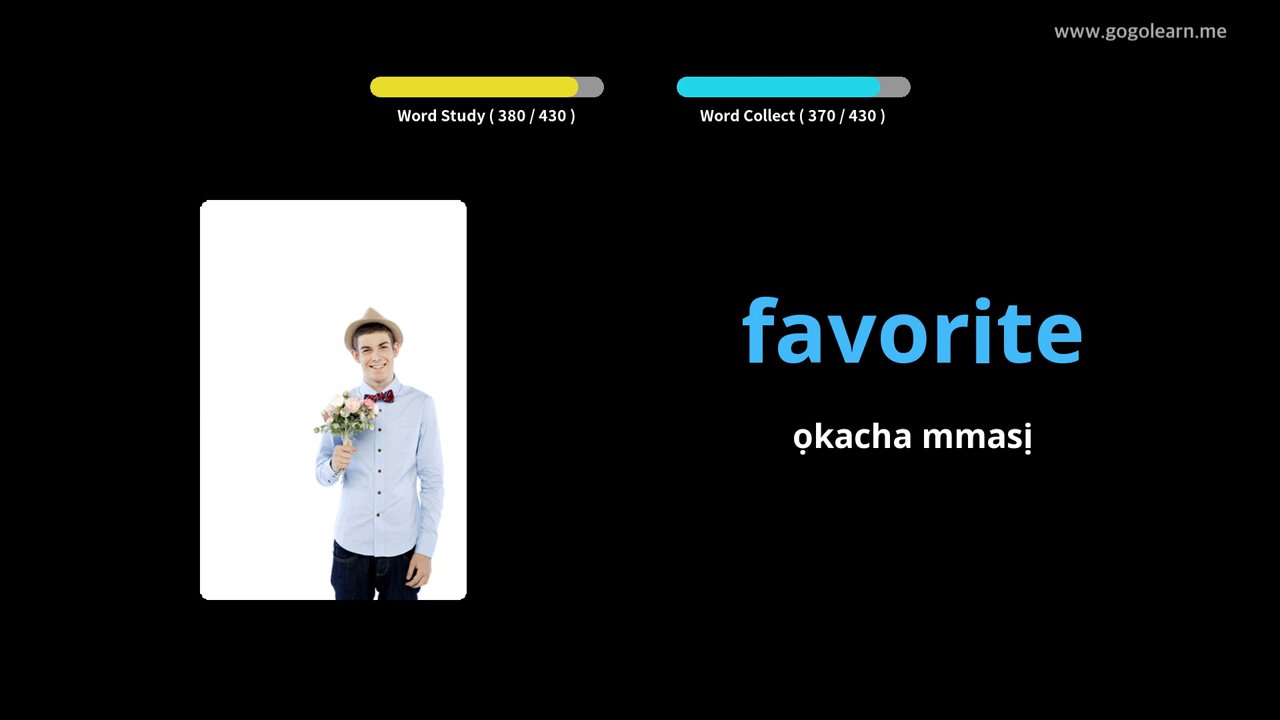 www.gogolearn.me
Word Study ( 380 / 430 )
Word Collect ( 370 / 430 )
favorite
ọkacha mmasị